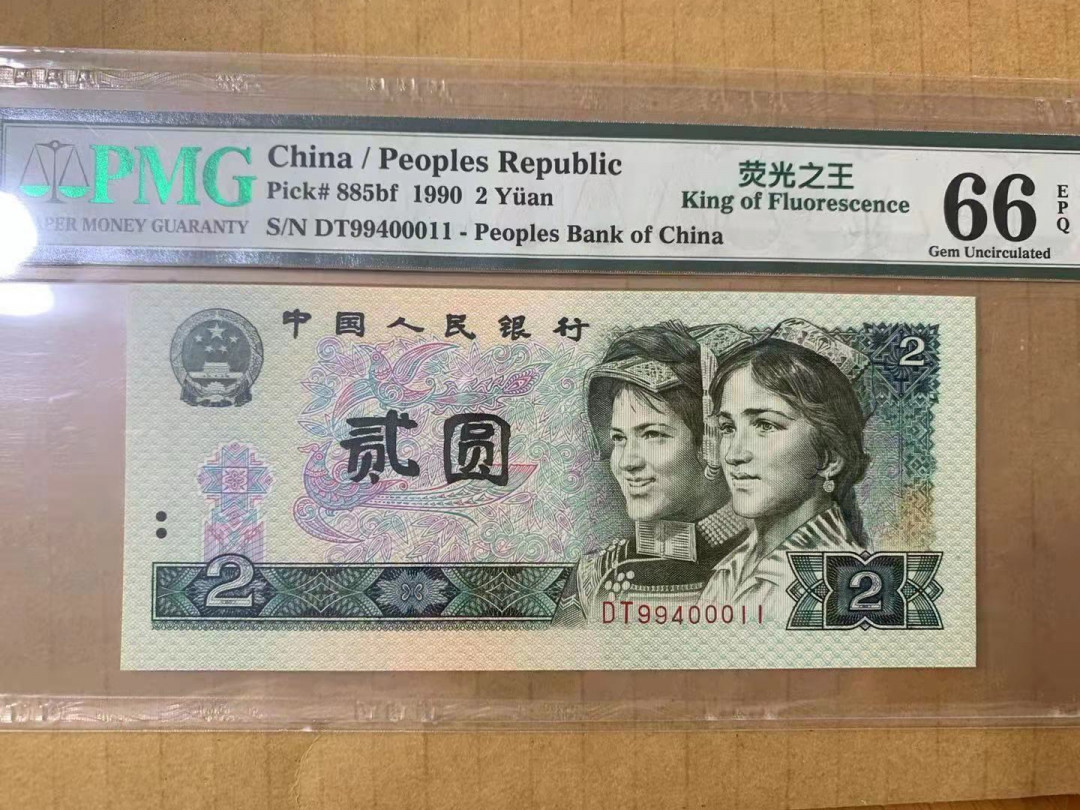 PMG
PAPER MONEY GUARANTY
China / Peoples Republic
Pick# 885bf 1990 2 Yüan
S/N DT99400011 - Peoples Bank of China
荧光之王
King of Fluorescence
66
EPQ
Gem Uncirculated
中国人民银行
2
贰圆
2
2
DT99400011